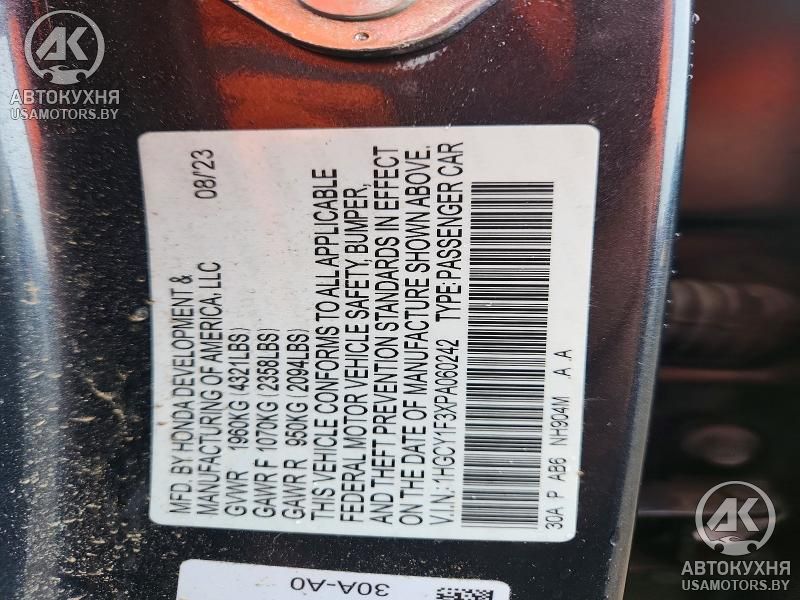 AK
АВТОКУХНЯ
USAMOTORS.BY
MFD. BY HONDA DEVELOPMENT &
MANUFACTURING OF AMERICA, LLC 08/'23
GVWR 1960KG (4321LBS)
GAWR F 1070KG (2358LBS)
GAWR R 950KG (2094LBS)
THIS VEHICLE CONFORMS TO ALL APPLICABLE
FEDERAL MOTOR VEHICLE SAFETY, BUMPER,
AND THEFT PREVENTION STANDARDS IN EFFECT
ON THE DATE OF MANUFACTURE SHOWN ABOVE.
V.I.N.:1HGCY1F3XPA060242 TYPE:PASSENGER CAR
30A P AB6 NH904M .A .A
30A-A0
AK
АВТОКУХНЯ
USAMOTORS.BY